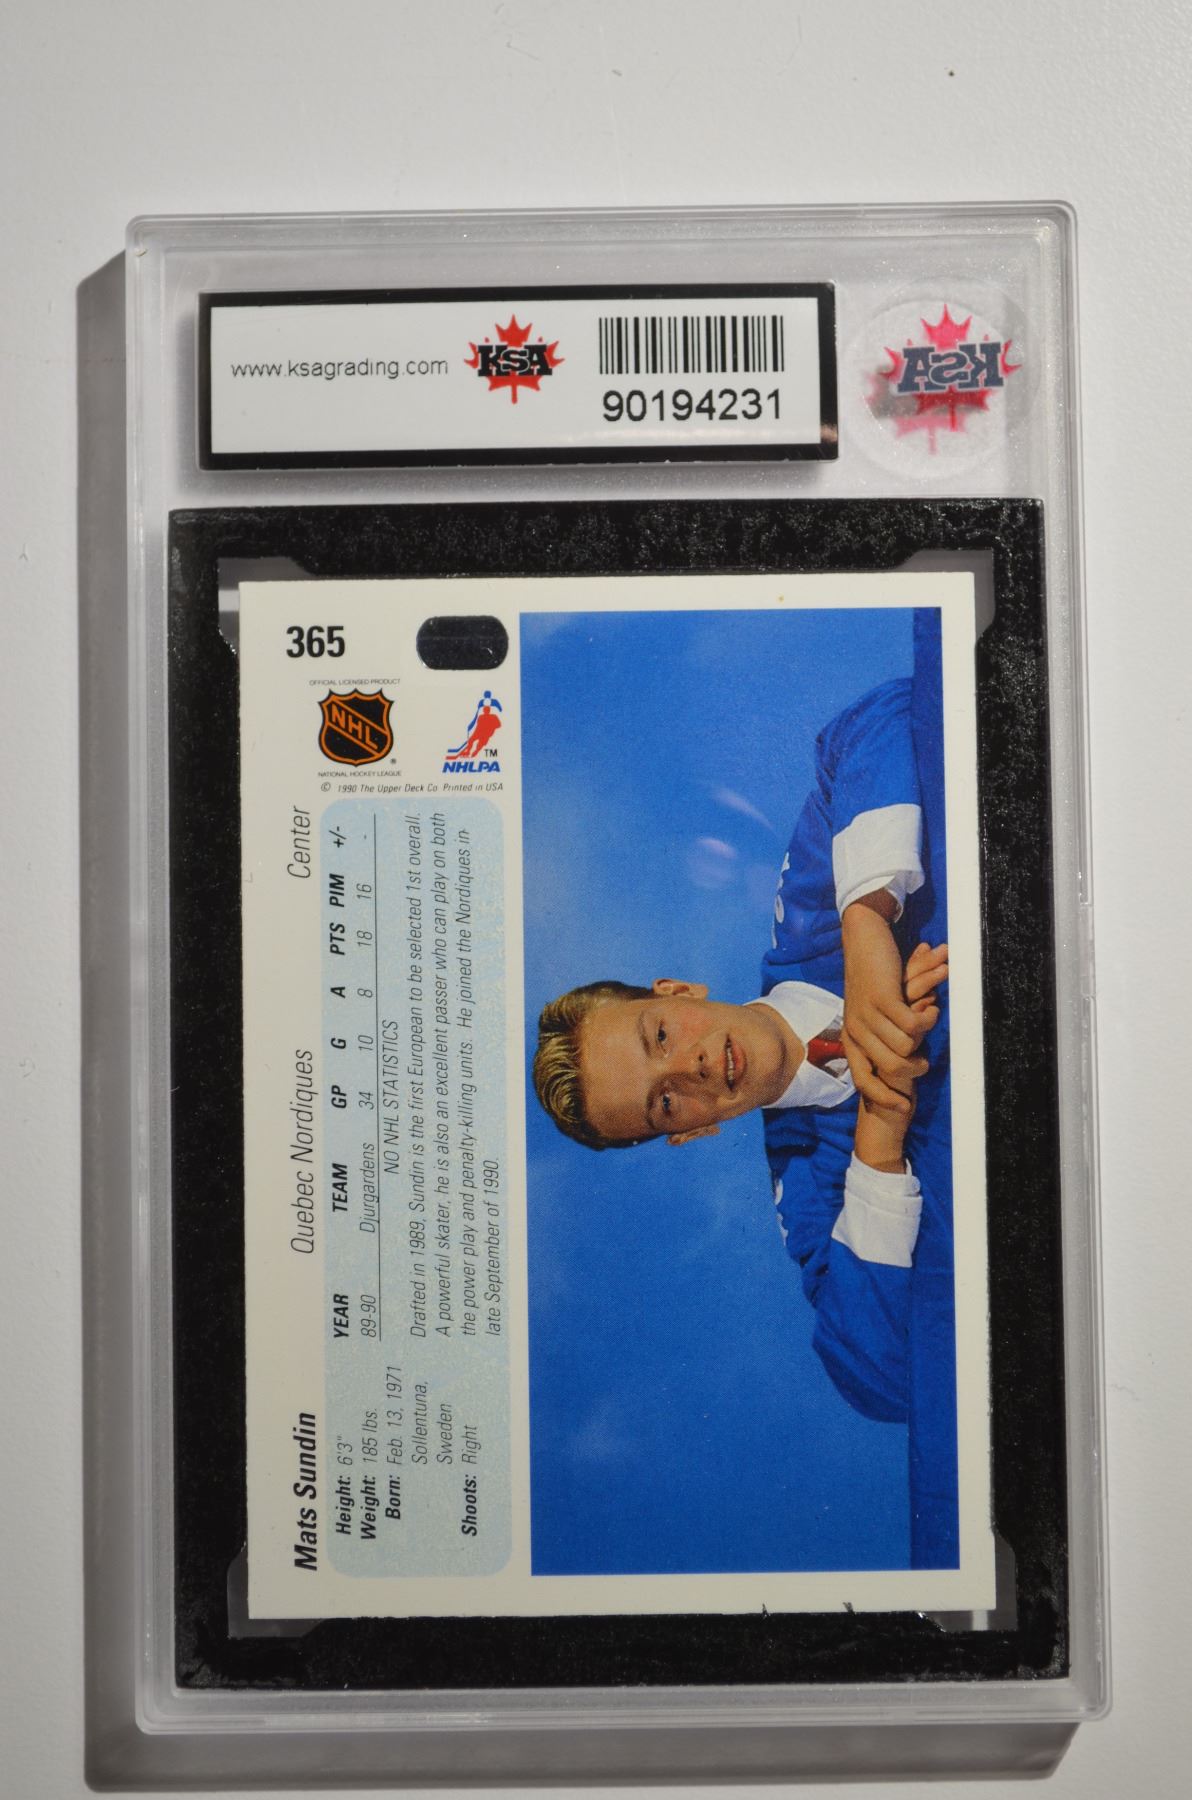 www.ksagrading.com
KSA
90194231
KSA
365
OFFICIAL LICENSED PRODUCT
NHL
®
NATIONAL HOCKEY LEAGUE
TM
NHLPA
© 1990 The Upper Deck Co. Printed in USA
Mats Sundin Quebec Nordiques Center
Height: 6'3"
Weight: 185 lbs.
Born: Feb. 13, 1971
Sollentuna,
Sweden
Shoots: Right
YEAR TEAM GP G A PTS PIM +/-
89-90 Djurgardens 34 10 8 18 16 -
NO NHL STATISTICS
Drafted in 1989, Sundin is the first European to be selected 1st overall.
A powerful skater, he is also an excellent passer who can play on both
the power play and penalty-killing units. He joined the Nordiques in
late September of 1990.